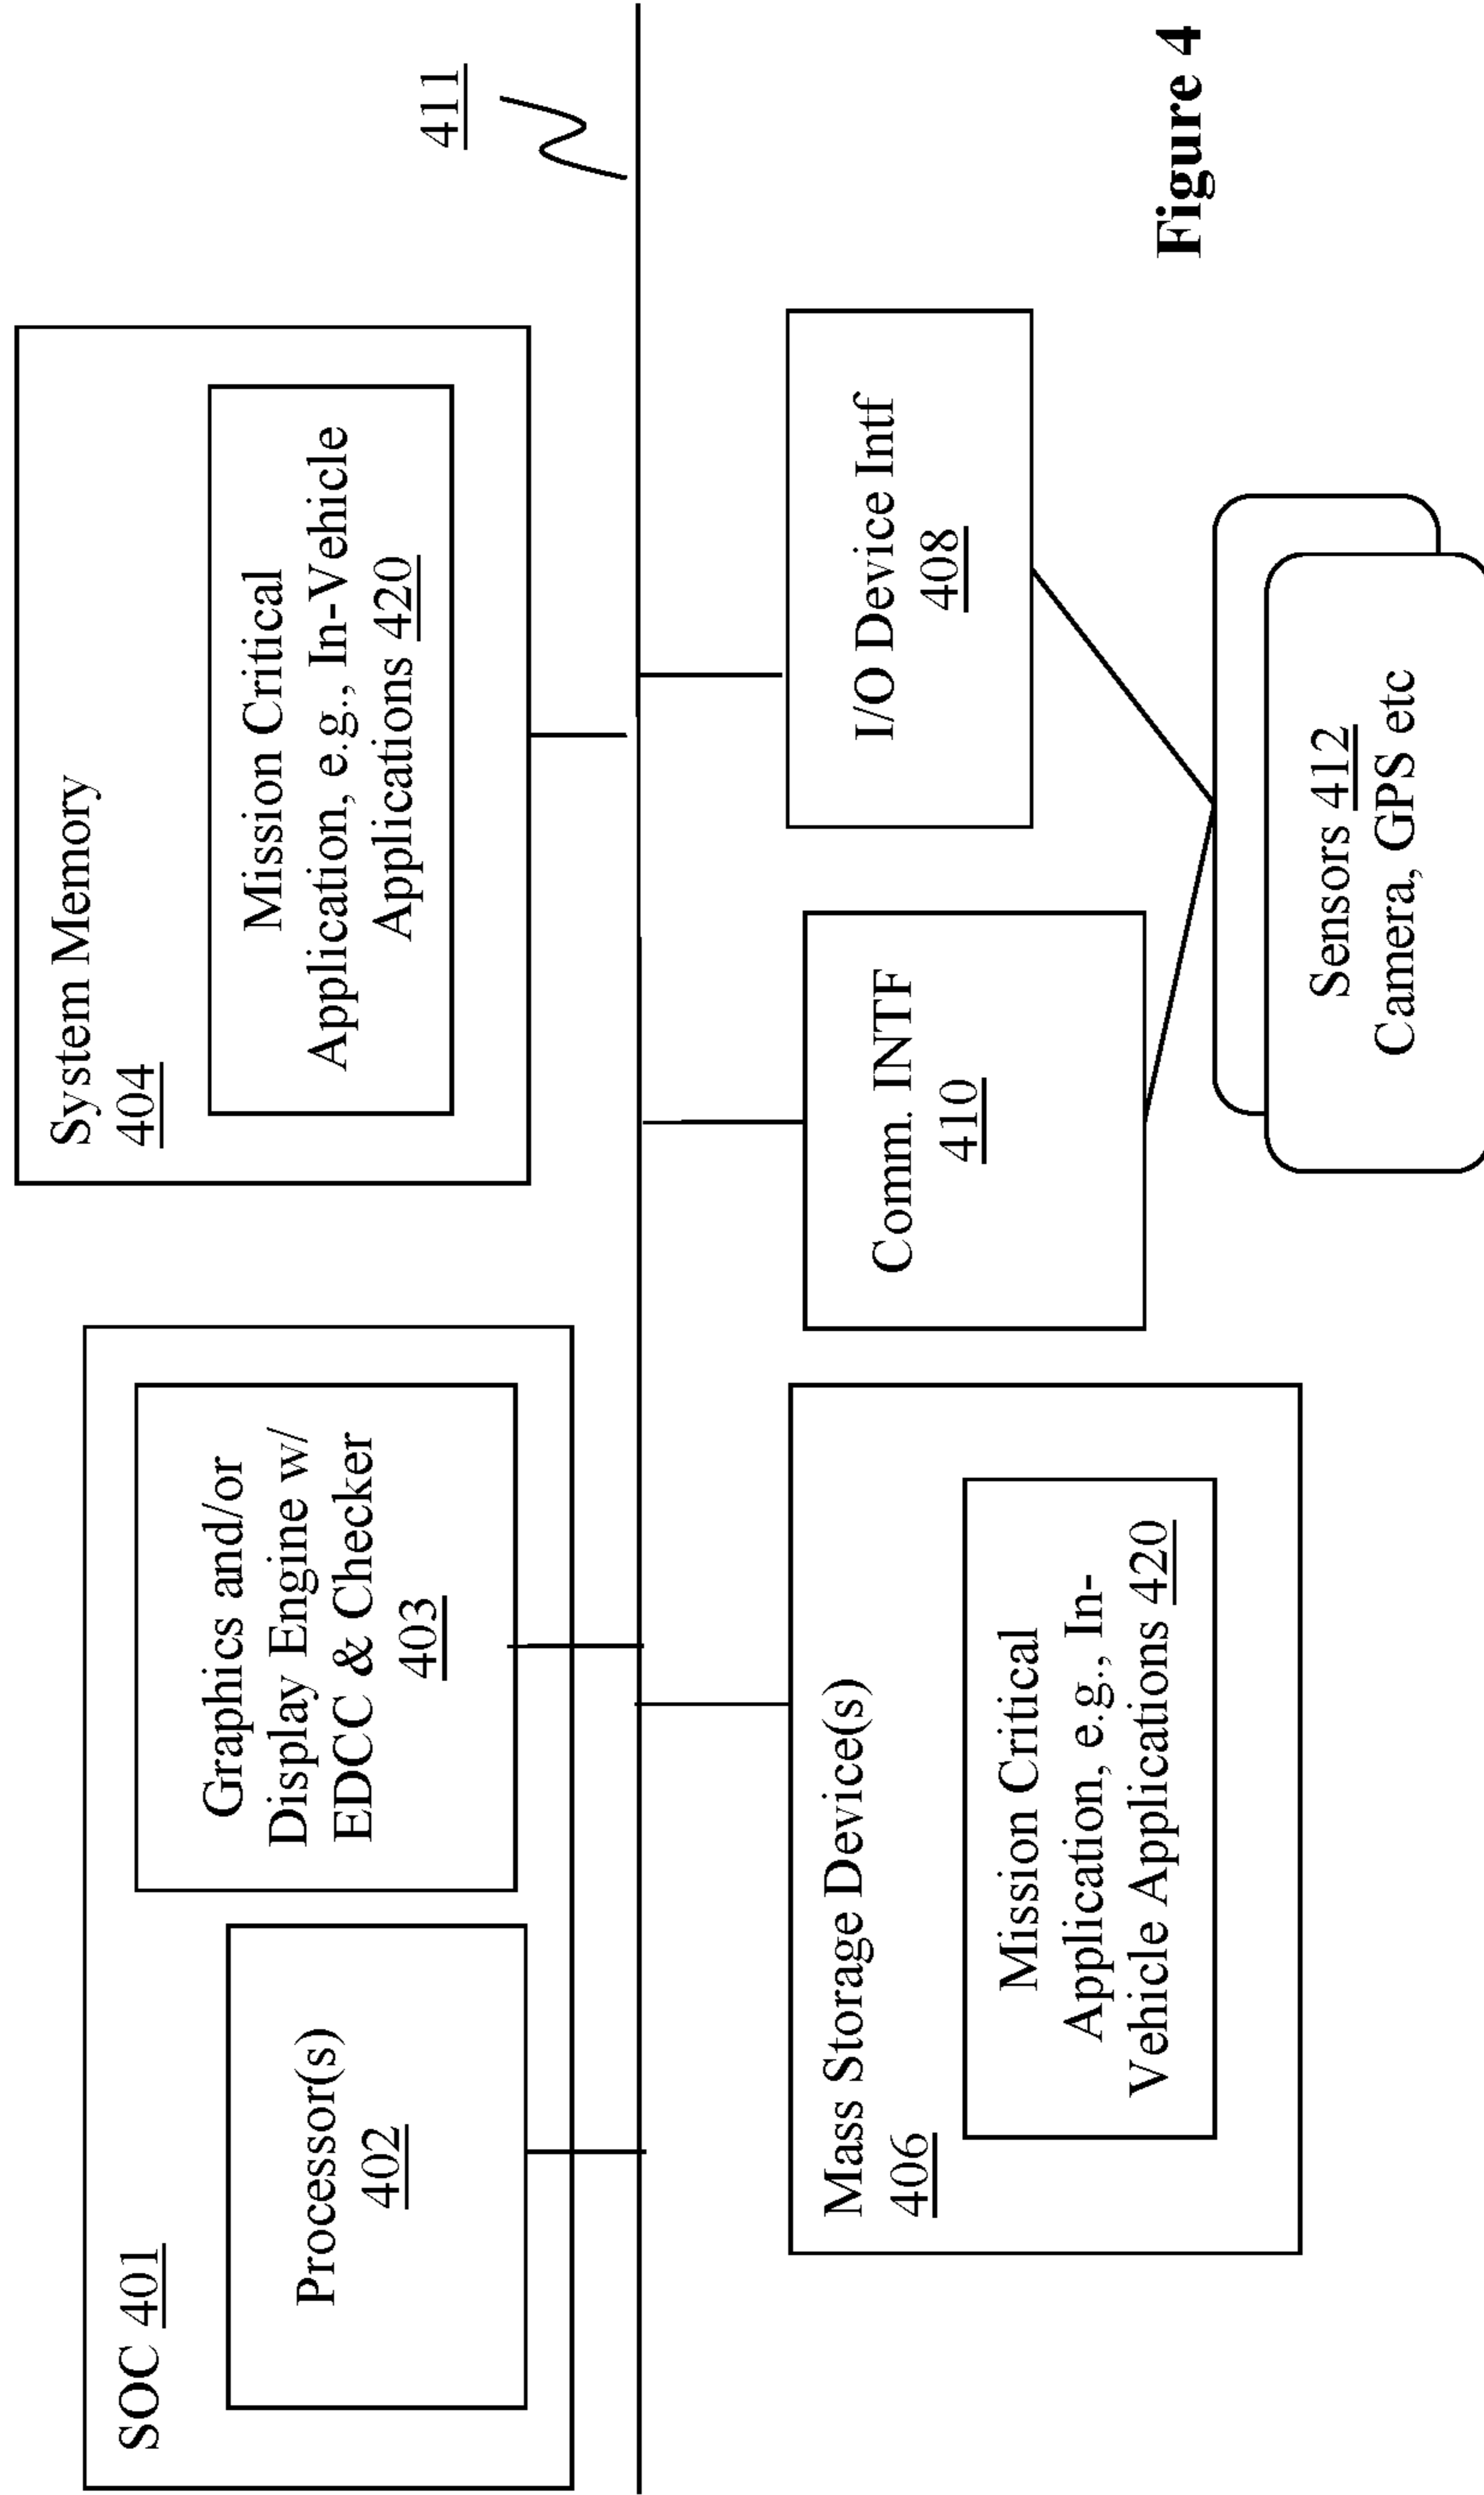 SOC 401
Processor(s)
402
Graphics and/or
Display Engine w/
EDCC & Checker
403
System Memory
404
Mission Critical
Application, e.g., In-Vehicle
Applications 420
411
Mass Storage Device(s)
406
Mission Critical
Application, e.g., In-
Vehicle Applications 420
Comm. INTF
410
I/O Device Intf
408
Sensors 412
Camera, GPS etc
Figure 4